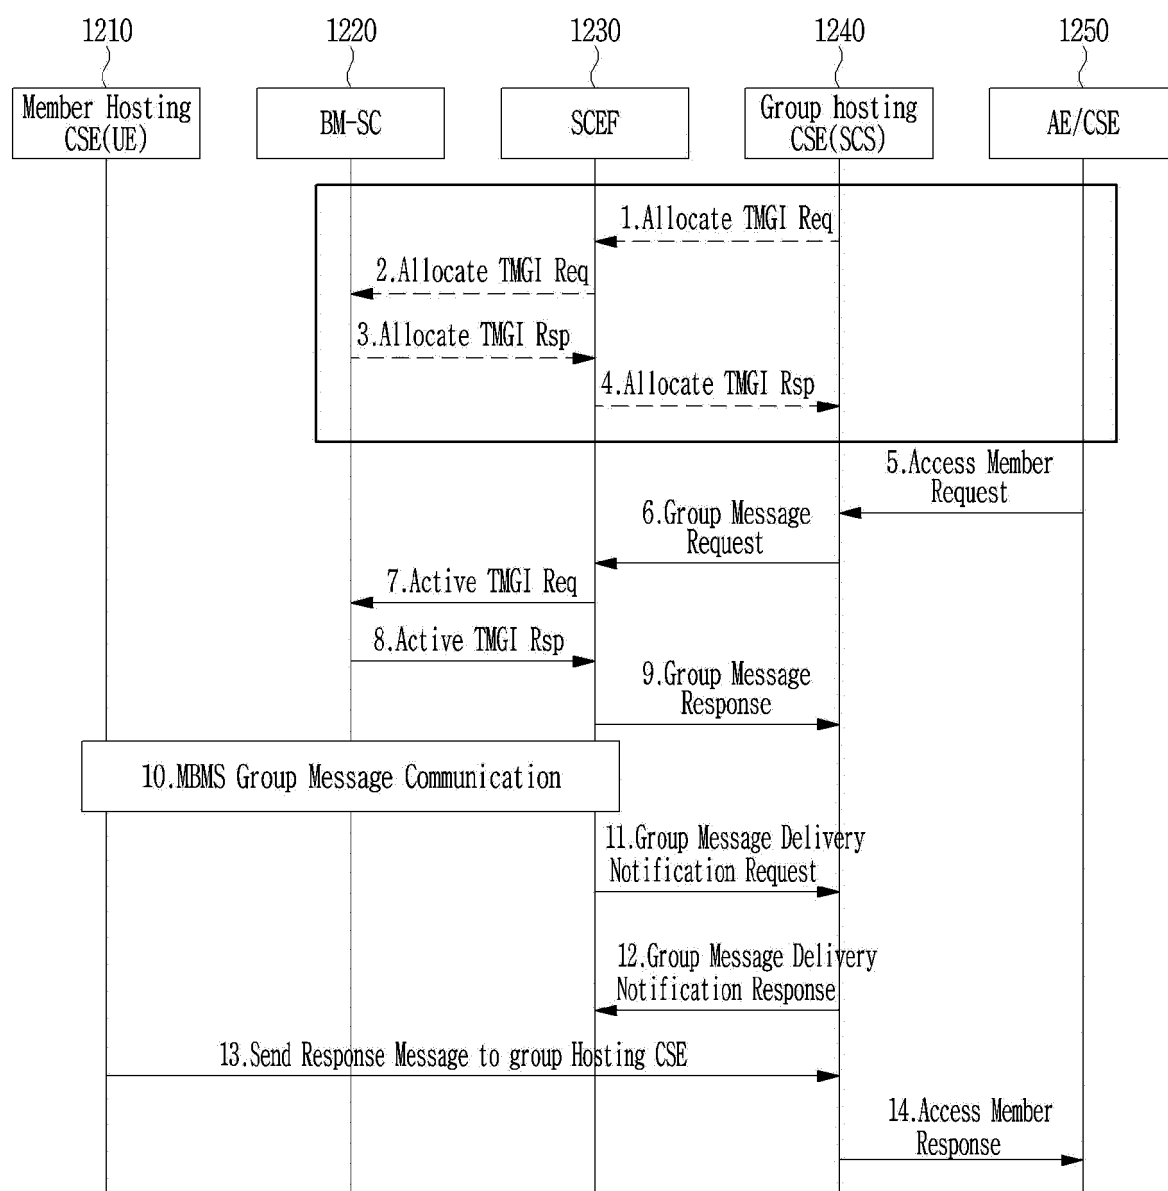 1210
1220
1230
1240
1250
Member Hosting
CSE(UE)
BM-SC
SCEF
Group hosting
CSE(SCS)
AE/CSE
1.Allocate TMGI Req
2.Allocate TMGI Req
3.Allocate TMGI Rsp
4.Allocate TMGI Rsp
5.Access Member
Request
6.Group Message
Request
7.Active TMGI Req
8.Active TMGI Rsp
9.Group Message
Response
10.MBMS Group Message Communication
11.Group Message Delivery
Notification Request
12.Group Message Delivery
Notification Response
13.Send Response Message to group Hosting CSE
14.Access Member
Response